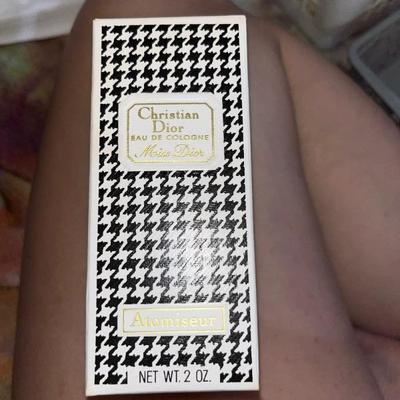 Christian
Dior
EAU DE COLOGNE
Miss Dior
Atomiseur
NET WT. 2 OZ.